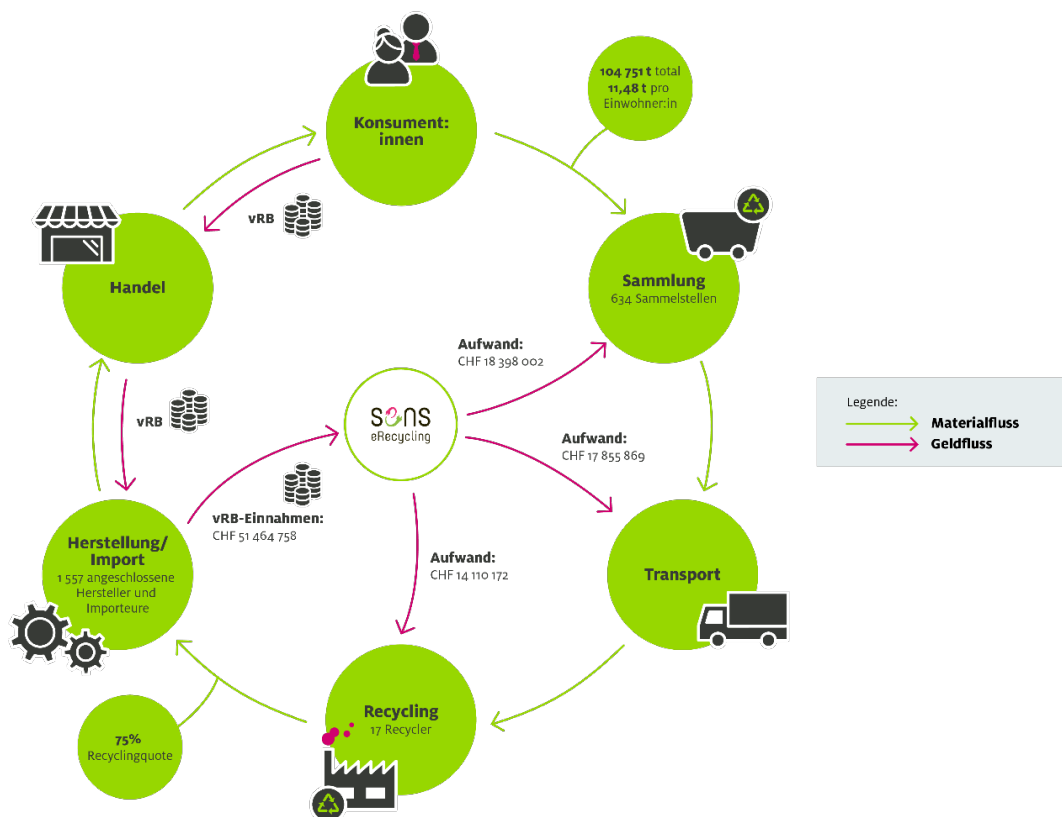 104 751 t total
11,48 t pro
Einwohner:in
Konsument:
innen
vRB
Handel
Sammlung
634 Sammelstellen
Aufwand:
CHF 18 398 002
sens
eRecycling
vRB
Aufwand:
CHF 17 855 869
Legende:
Materialfluss
Geldfluss
vRB-Einnahmen:
CHF 51 464 758
Herstellung/
Import
1 557 angeschlossene
Hersteller und
Importeure
Aufwand:
CHF 14 110 172
Transport
Recycling
17 Recycler
75%
Recyclingquote